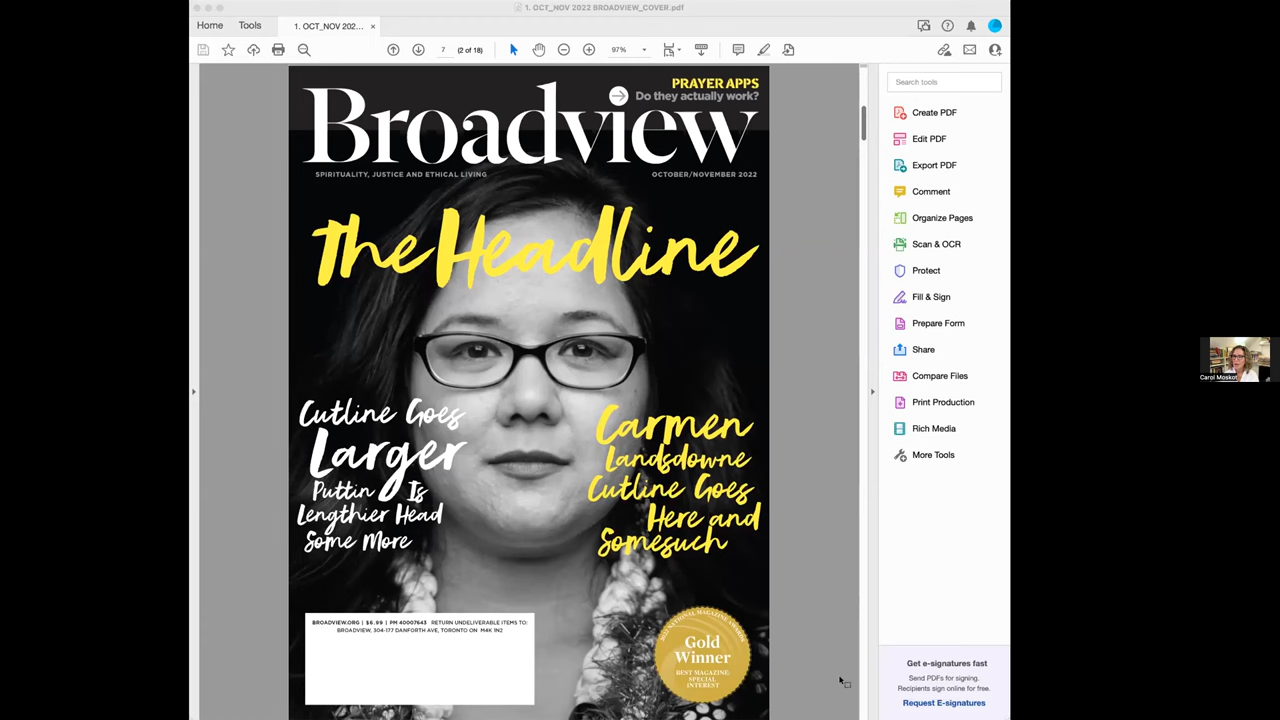 1. OCT_NOV 2022 BROADVIEW_COVER.pdf
Home
Tools
1. OCT_NOV 202...
×
7
(2 of 18)
97%
PRAYER APPS
Do they actually work?
Broadview
SPIRITUALITY, JUSTICE AND ETHICAL LIVING
OCTOBER/NOVEMBER 2022
The Headline
Cutline Goes
Larger
Puttin Is
Lengthier Head
Some More
Carmen
Landsdowne
Cutline Goes
Here and
Somesuch
BROADVIEW.ORG | $6.99 | PM 40007643 RETURN UNDELIVERABLE ITEMS TO:
BROADVIEW, 304-177 DANFORTH AVE, TORONTO ON M4K 1N2
2022 NATIONAL MAGAZINE AWARDS
Gold
Winner
BEST MAGAZINE
SPECIAL
INTEREST
Search tools
Create PDF
Edit PDF
Export PDF
Comment
Organize Pages
Scan & OCR
Protect
Fill & Sign
Prepare Form
Share
Compare Files
Print Production
Rich Media
More Tools
Get e-signatures fast
Send PDFs for signing.
Recipients sign online for free.
Request E-signatures
Carol Moskot